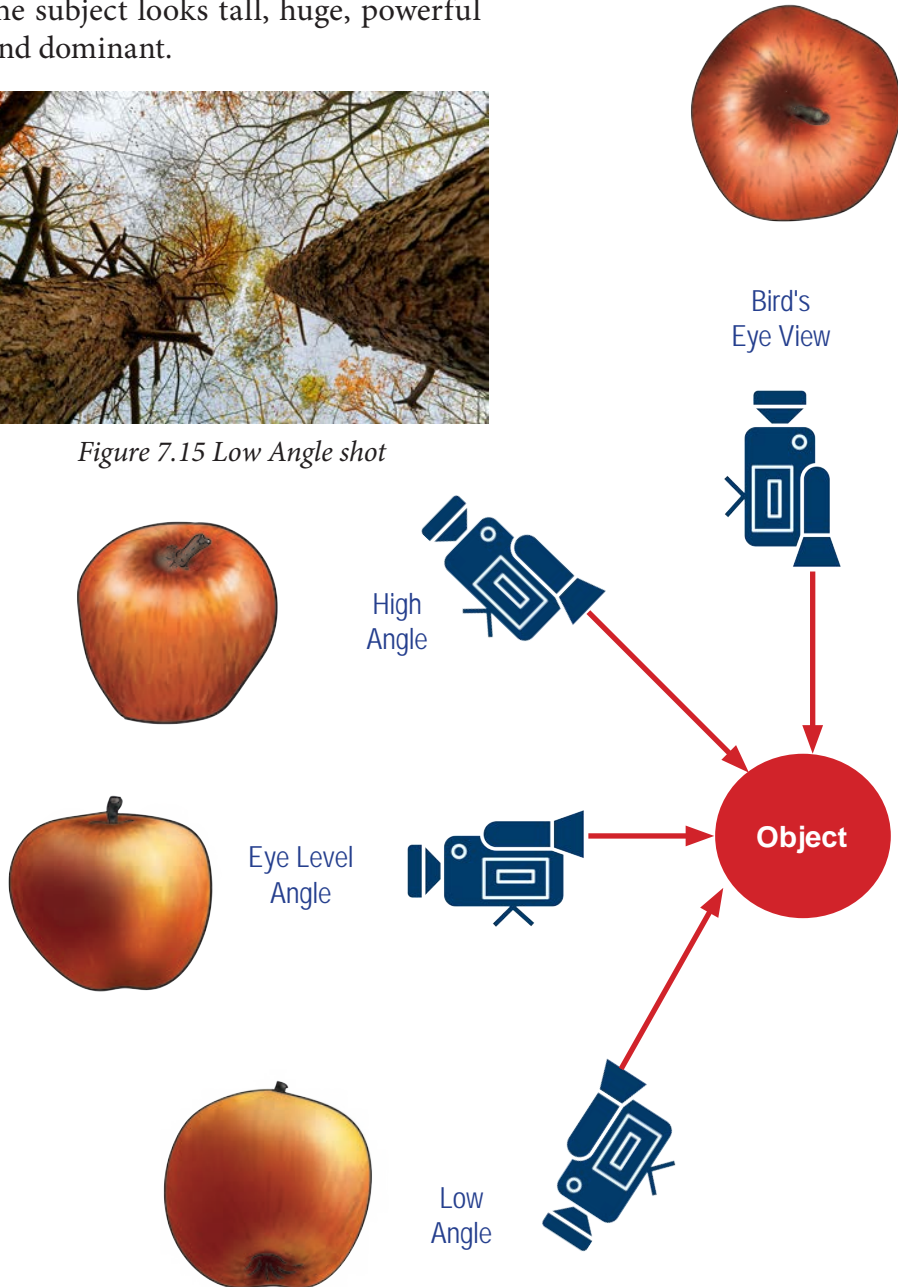 he subject looks tall, huge, powerful
nd dominant.
Figure 7.15 Low Angle shot
Bird's
Eye View
High
Angle
Eye Level
Angle
Object
Low
Angle